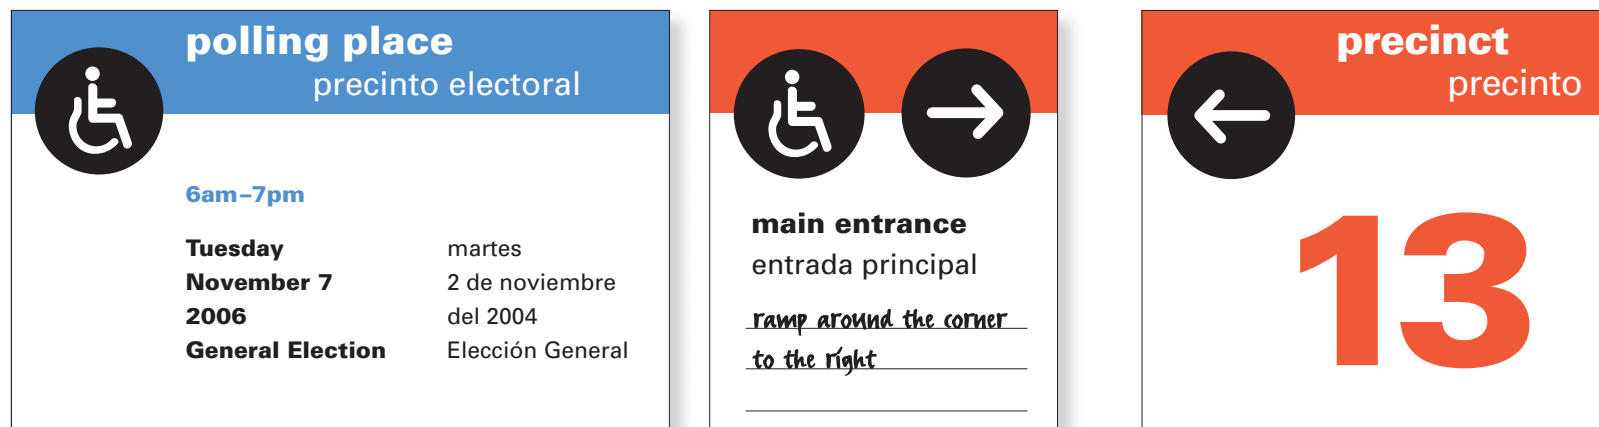 polling place
precinto electoral
6am–7pm
Tuesday
November 7
2006
General Election
martes
2 de noviembre
del 2004
Elección General
main entrance
entrada principal
ramp around the corner
to the right
precinct
precinto
13